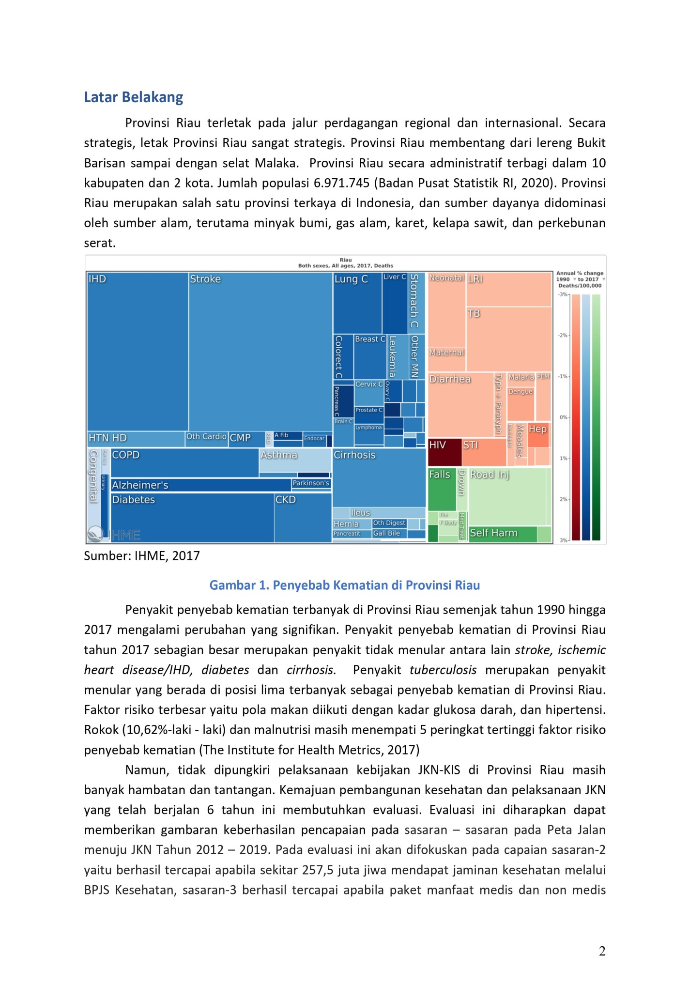 Latar Belakang
Provinsi Riau terletak pada jalur perdagangan regional dan internasional. Secara
strategis, letak Provinsi Riau sangat strategis. Provinsi Riau membentang dari lereng Bukit
Barisan sampai dengan selat Malaka.  Provinsi Riau secara administratif terbagi dalam 10
kabupaten dan 2 kota. Jumlah populasi 6.971.745 (Badan Pusat Statistik RI, 2020). Provinsi
Riau merupakan salah satu provinsi terkaya di Indonesia, dan sumber dayanya didominasi
oleh sumber alam, terutama minyak bumi, gas alam, karet, kelapa sawit, dan perkebunan
serat.
Riau
Both sexes, All ages, 2017, Deaths
IHD
Stroke
HTN HD
Oth Cardio
CMP
RHD
A Fib
Endocar
Lung C
Liver C
Stomach C
Colorect C
Breast C
Leukemia
Other MN
Pancreas C
Cervix C
Ovary C
Prostate C
Brain C
Lymphoma
Congenital
Urinary
COPD
Asthma
Alzheimer's
Parkinson's
Diabetes
CKD
Cirrhosis
Ileus
Hernia
Oth Digest
Pancreatit
Gall Bile
IHME
Neonatal
LRI
TB
Maternal
Diarrhea
Typh + Paratyph
Malaria
PEM
Dengue
Meningitis
Measles
Hep
HIV
STI
Falls
Drown
Road Inj
Fire
F Body
Med Treat
Self Harm
Annual % change
1990 to 2017
Deaths/100,000
-3%
-2%
-1%
0%
1%
2%
3%
Sumber: IHME, 2017
Gambar 1. Penyebab Kematian di Provinsi Riau
Penyakit penyebab kematian terbanyak di Provinsi Riau semenjak tahun 1990 hingga
2017 mengalami perubahan yang signifikan. Penyakit penyebab kematian di Provinsi Riau
tahun 2017 sebagian besar merupakan penyakit tidak menular antara lain stroke, ischemic
heart disease/IHD, diabetes dan cirrhosis.  Penyakit tuberculosis merupakan penyakit
menular yang berada di posisi lima terbanyak sebagai penyebab kematian di Provinsi Riau.
Faktor risiko terbesar yaitu pola makan diikuti dengan kadar glukosa darah, dan hipertensi.
Rokok (10,62%-laki - laki) dan malnutrisi masih menempati 5 peringkat tertinggi faktor risiko
penyebab kematian (The Institute for Health Metrics, 2017)
Namun, tidak dipungkiri pelaksanaan kebijakan JKN-KIS di Provinsi Riau masih
banyak hambatan dan tantangan. Kemajuan pembangunan kesehatan dan pelaksanaan JKN
yang telah berjalan 6 tahun ini membutuhkan evaluasi. Evaluasi ini diharapkan dapat
memberikan gambaran keberhasilan pencapaian pada sasaran – sasaran pada Peta Jalan
menuju JKN Tahun 2012 – 2019. Pada evaluasi ini akan difokuskan pada capaian sasaran-2
yaitu berhasil tercapai apabila sekitar 257,5 juta jiwa mendapat jaminan kesehatan melalui
BPJS Kesehatan, sasaran-3 berhasil tercapai apabila paket manfaat medis dan non medis
2